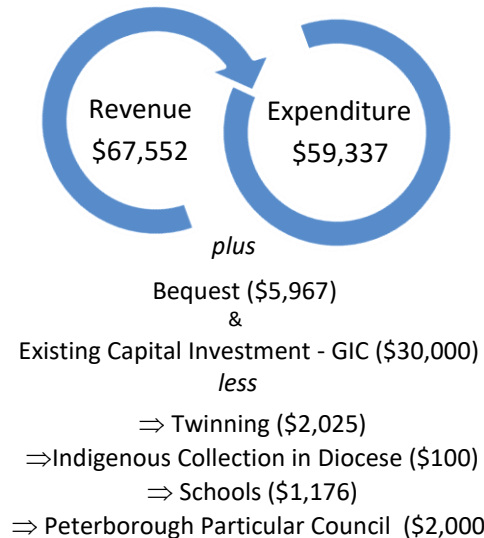 Revenue
$67,552
Expenditure
$59,337
plus
Bequest ($5,967)
&
Existing Capital Investment - GIC ($30,000)
less
⇒ Twinning ($2,025)
⇒Indigenous Collection in Diocese ($100)
⇒ Schools ($1,176)
⇒ Peterborough Particular Council  ($2,000